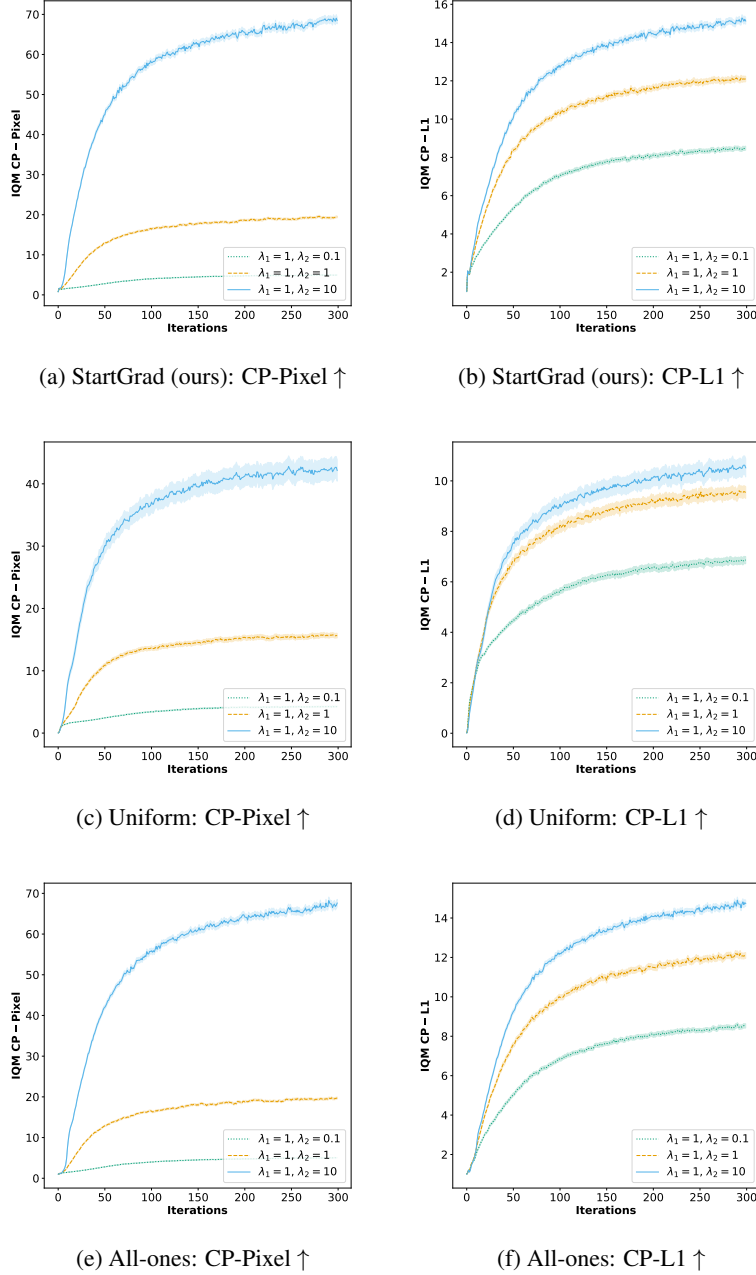 70
60
50
40
30
20
10
0
IQM CP – Pixel
λ₁ = 1, λ₂ = 0.1
λ₁ = 1, λ₂ = 1
λ₁ = 1, λ₂ = 10
0 50 100 150 200 250 300
Iterations
(a) StartGrad (ours): CP-Pixel ↑
16
14
12
10
8
6
4
2
IQM CP – L1
λ₁ = 1, λ₂ = 0.1
λ₁ = 1, λ₂ = 1
λ₁ = 1, λ₂ = 10
0 50 100 150 200 250 300
Iterations
(b) StartGrad (ours): CP-L1 ↑
40
30
20
10
0
IQM CP – Pixel
λ₁ = 1, λ₂ = 0.1
λ₁ = 1, λ₂ = 1
λ₁ = 1, λ₂ = 10
0 50 100 150 200 250 300
Iterations
(c) Uniform: CP-Pixel ↑
10
8
6
4
2
0
IQM CP – L1
λ₁ = 1, λ₂ = 0.1
λ₁ = 1, λ₂ = 1
λ₁ = 1, λ₂ = 10
0 50 100 150 200 250 300
Iterations
(d) Uniform: CP-L1 ↑
70
60
50
40
30
20
10
0
IQM CP – Pixel
λ₁ = 1, λ₂ = 0.1
λ₁ = 1, λ₂ = 1
λ₁ = 1, λ₂ = 10
0 50 100 150 200 250 300
Iterations
(e) All-ones: CP-Pixel ↑
14
12
10
8
6
4
2
IQM CP – L1
λ₁ = 1, λ₂ = 0.1
λ₁ = 1, λ₂ = 1
λ₁ = 1, λ₂ = 10
0 50 100 150 200 250 300
Iterations
(f) All-ones: CP-L1 ↑